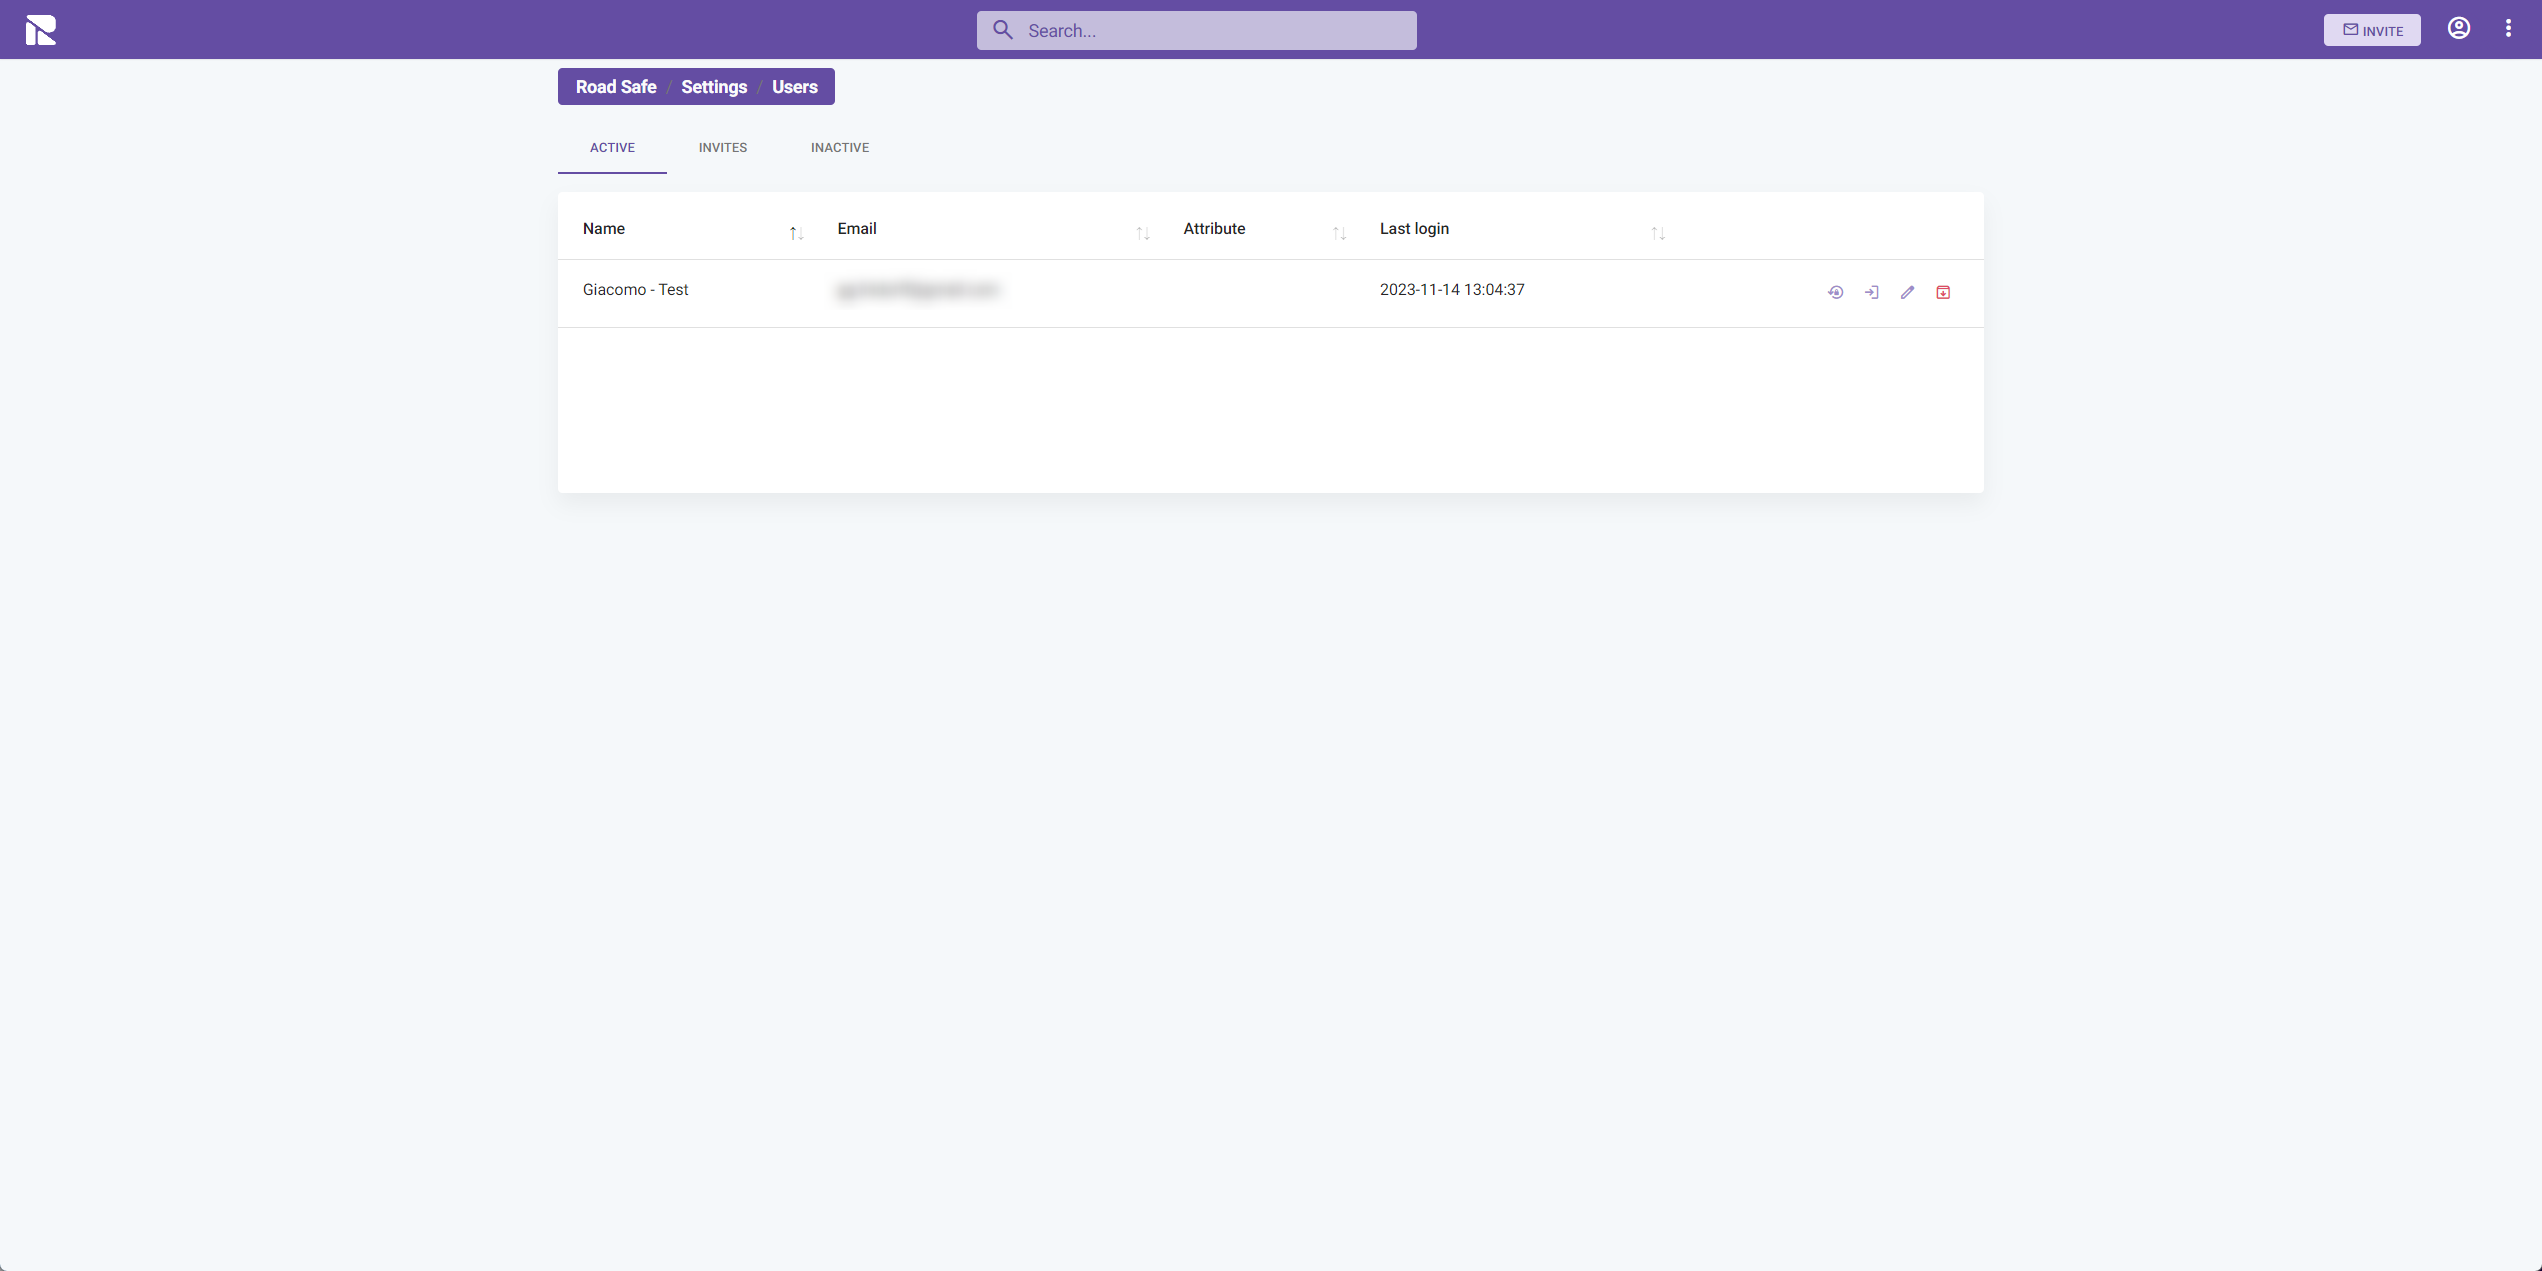 Search...
INVITE
Road Safe / Settings / Users
ACTIVE INVITES INACTIVE
Name Email Attribute Last login
Giacomo - Test 2023-11-14 13:04:37